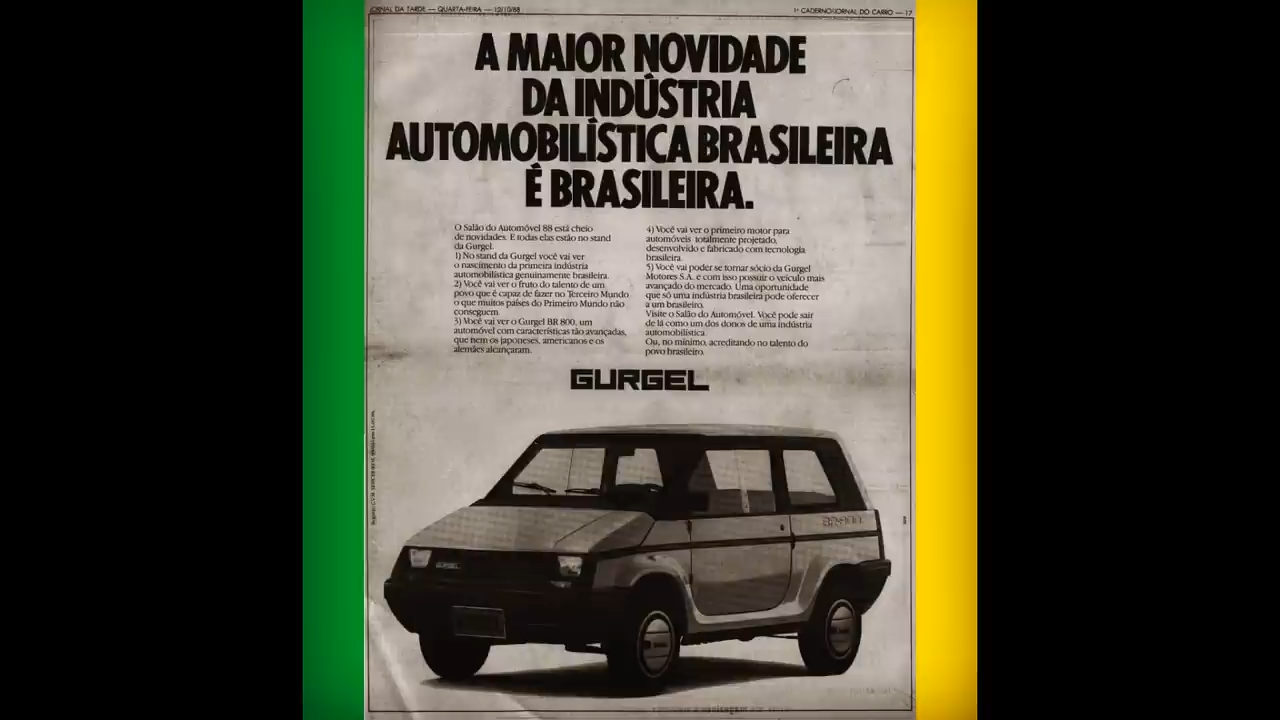 JORNAL DA TARDE — QUARTA-FEIRA — 12/10/88
1º CADERNO/JORNAL DO CARRO — 17
A MAIOR NOVIDADE
DA INDÚSTRIA
AUTOMOBILÍSTICA BRASILEIRA
É BRASILEIRA.
O Salão do Automóvel 88 está cheio
de novidades. E todas elas estão no stand
da Gurgel.
1) No stand da Gurgel você vai ver
o nascimento da primeira indústria
automobilística genuinamente brasileira.
2) Você vai ver o fruto do talento de um
povo que é capaz de fazer no Terceiro Mundo
o que muitos países do Primeiro Mundo não
conseguem.
3) Você vai ver o Gurgel BR 800, um
automóvel com características tão avançadas,
que nem os japoneses, americanos e os
alemães alcançaram.
4) Você vai ver o primeiro motor para
automóveis totalmente projetado,
desenvolvido e fabricado com tecnologia
brasileira.
5) Você vai poder se tornar sócio da Gurgel
Motores S.A. e com isso possuir o veículo mais
avançado do mercado. Uma oportunidade
que só uma indústria brasileira pode oferecer
a um brasileiro.
Visite o Salão do Automóvel. Você pode sair
de lá como um dos donos de uma indústria
automobilística.
Ou, no mínimo, acreditando no talento do
povo brasileiro.
GURGEL
BR-800
GURGEL